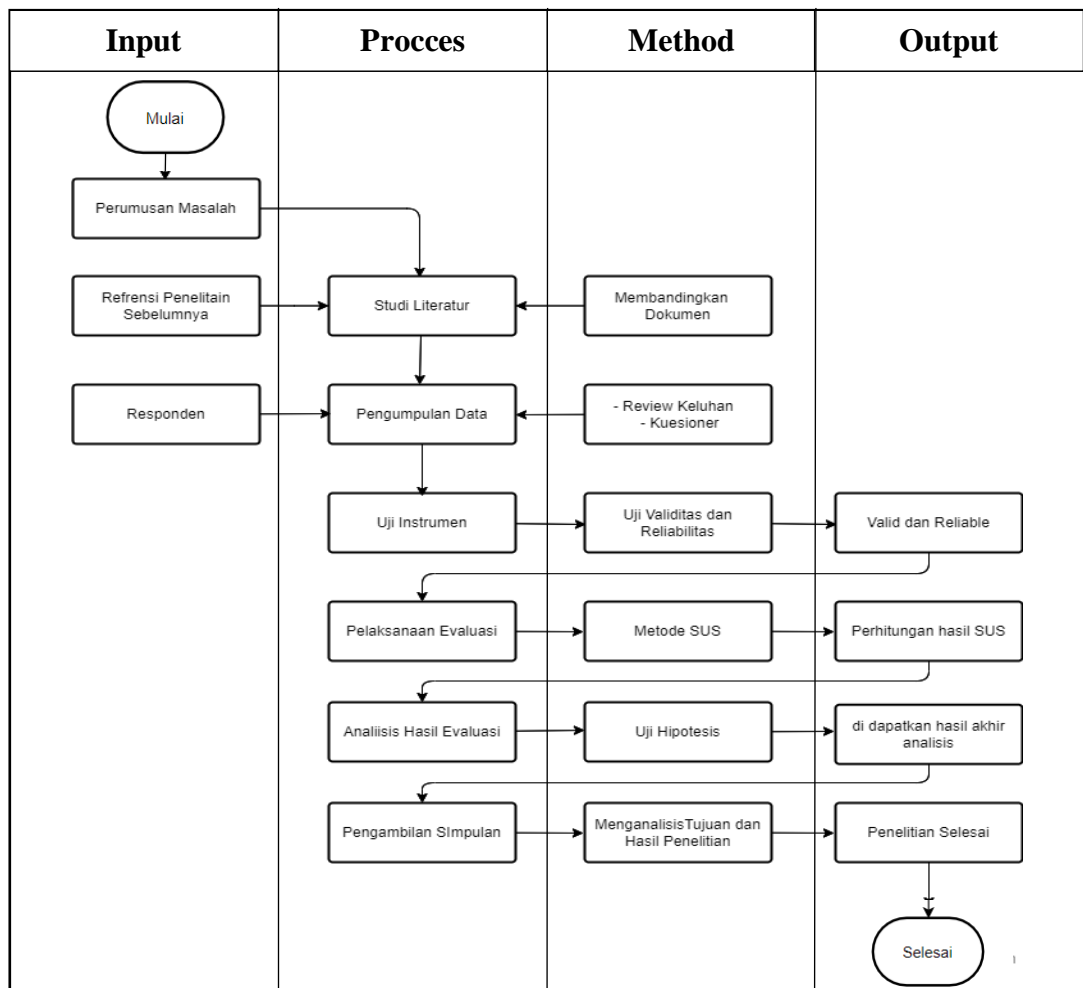 Input
Procces
Method
Output
Mulai
Perumusan Masalah
Refrensi Penelitain
Sebelumnya
Studi Literatur
Membandingkan
Dokumen
Responden
Pengumpulan Data
- Review Keluhan
- Kuesioner
Uji Instrumen
Uji Validitas dan
Reliabilitas
Valid dan Reliable
Pelaksanaan Evaluasi
Metode SUS
Perhitungan hasil SUS
Analiisis Hasil Evaluasi
Uji Hipotesis
di dapatkan hasil akhir
analisis
Pengambilan SImpulan
MenganalisisTujuan dan
Hasil Penelitian
Penelitian Selesai
Selesai